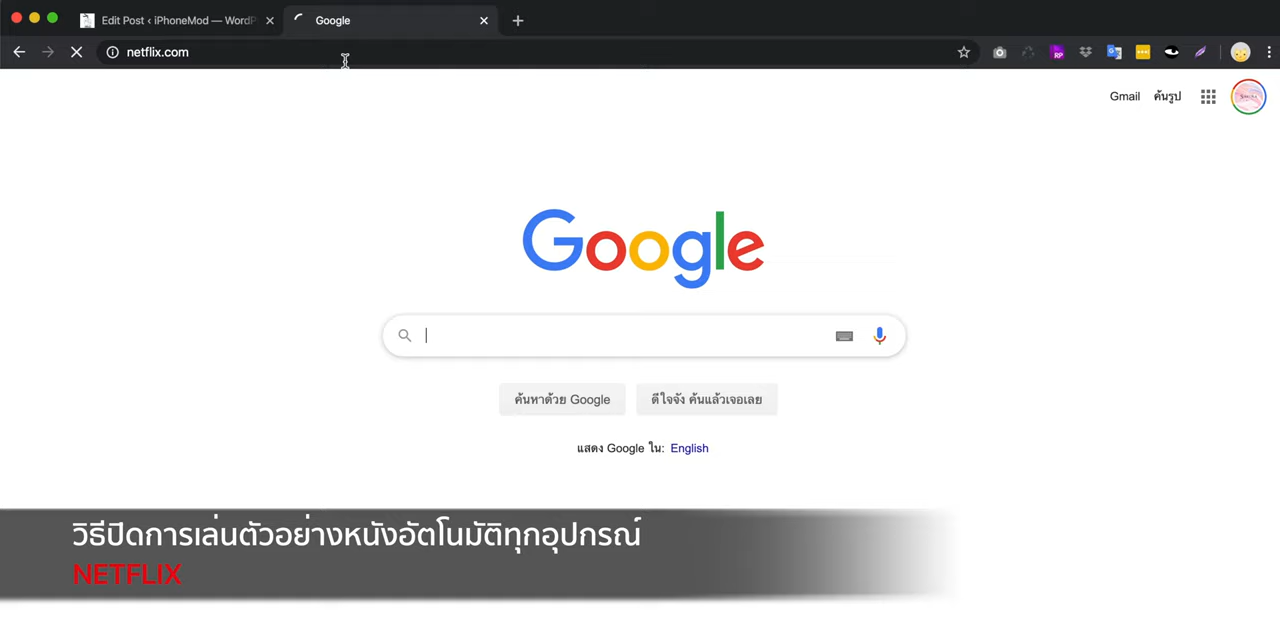 Edit Post ‹ iPhoneMod — WordP
Google
netflix.com
RP
Gmail
ค้นรูป
Google
ค้นหาด้วย Google
ดีใจจัง ค้นแล้วเจอเลย
แสดง Google ใน: English
วิธีปิดการเล่นตัวอย่างหนังอัตโนมัติทุกอุปกรณ์
NETFLIX